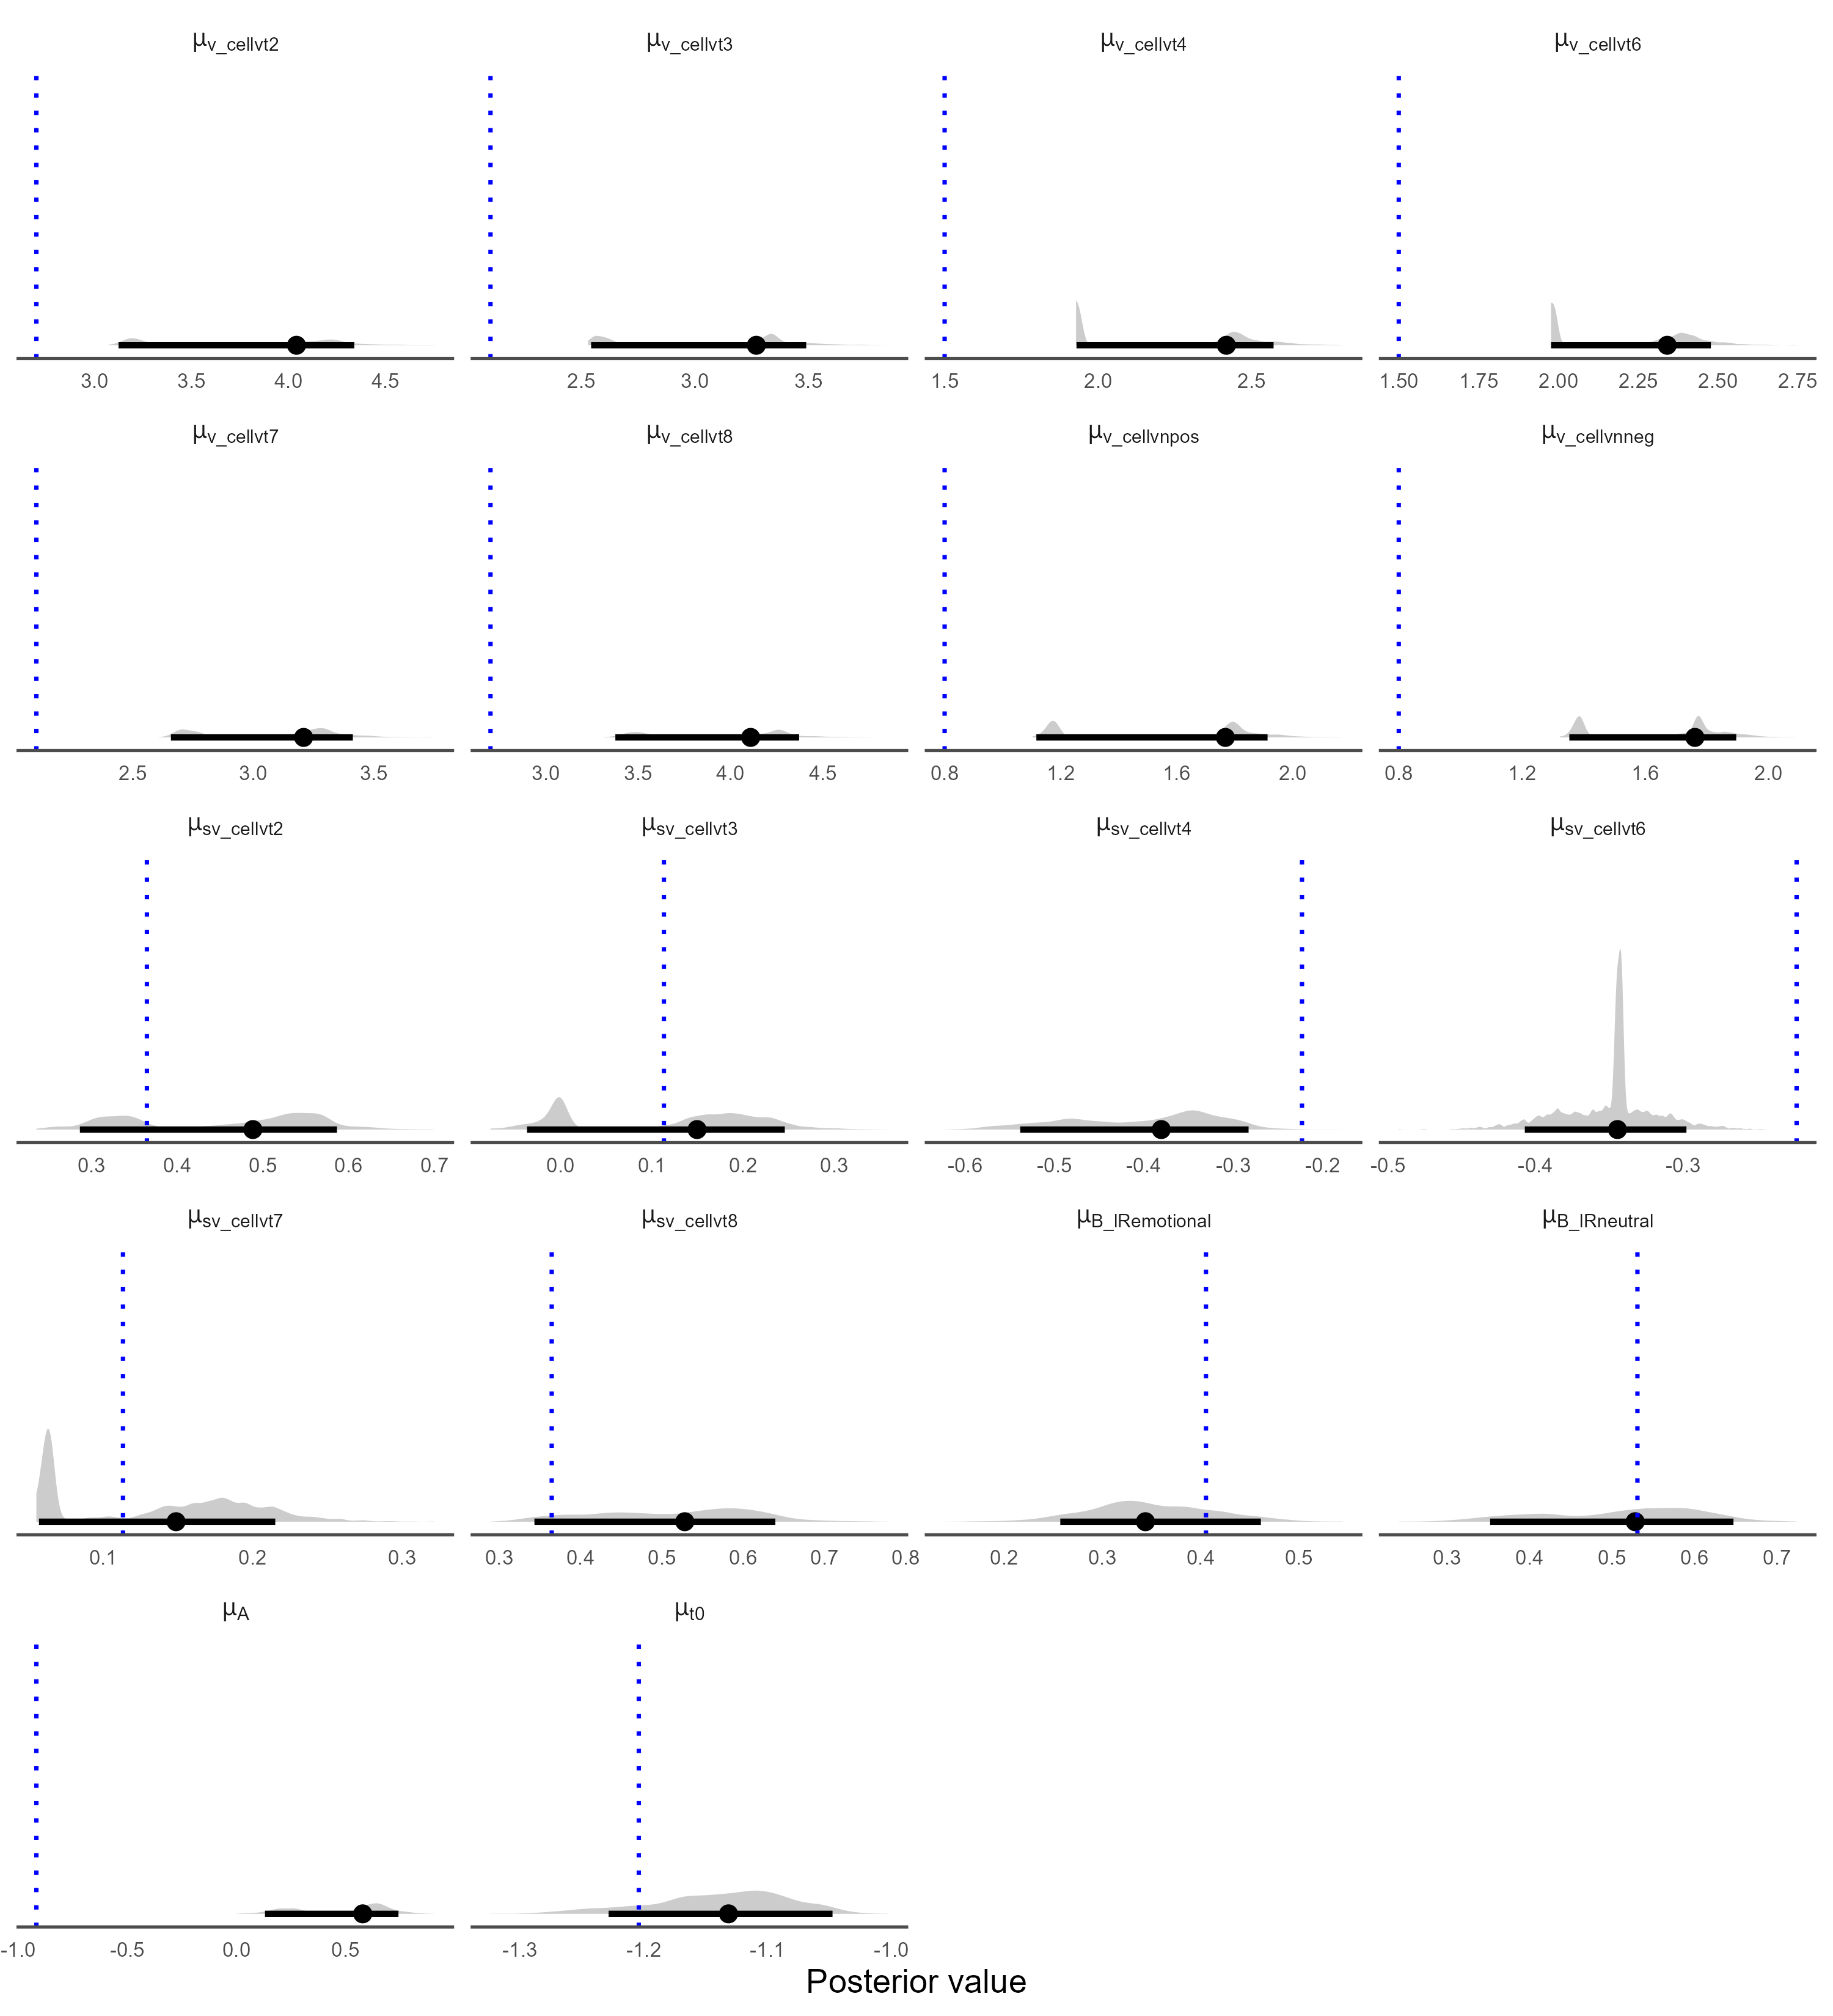 μv_cellvt2 μv_cellvt3 μv_cellvt4 μv_cellvt6
3.0 3.5 4.0 4.5 2.5 3.0 3.5 1.5 2.0 2.5 1.50 1.75 2.00 2.25 2.50 2.75
μv_cellvt7 μv_cellvt8 μv_cellvnpos μv_cellvnneg
2.5 3.0 3.5 3.0 3.5 4.0 4.5 0.8 1.2 1.6 2.0 0.8 1.2 1.6 2.0
μsv_cellvt2 μsv_cellvt3 μsv_cellvt4 μsv_cellvt6
0.3 0.4 0.5 0.6 0.7 0.0 0.1 0.2 0.3 -0.6 -0.5 -0.4 -0.3 -0.2 -0.5 -0.4 -0.3
μsv_cellvt7 μsv_cellvt8 μB_lRemotional μB_lRneutral
0.1 0.2 0.3 0.3 0.4 0.5 0.6 0.7 0.8 0.2 0.3 0.4 0.5 0.3 0.4 0.5 0.6 0.7
μA μt0
-1.0 -0.5 0.0 0.5 -1.3 -1.2 -1.1 -1.0
Posterior value